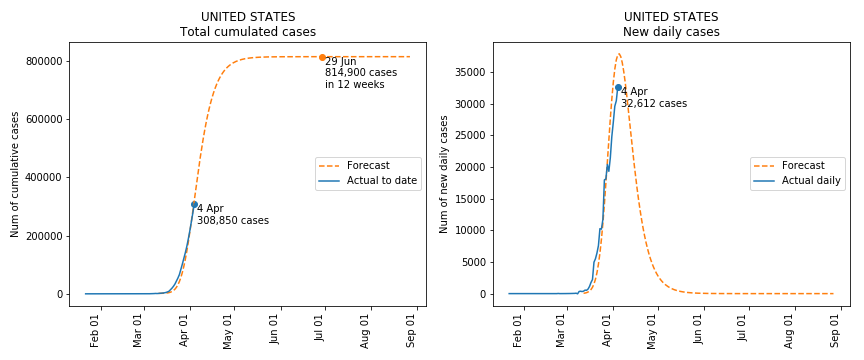 UNITED STATES
Total cumulated cases
Num of cumulative cases
800000
600000
400000
200000
0
29 Jun
814,900 cases
in 12 weeks
4 Apr
308,850 cases
Forecast
Actual to date
Feb 01
Mar 01
Apr 01
May 01
Jun 01
Jul 01
Aug 01
Sep 01
UNITED STATES
New daily cases
Num of new daily cases
35000
30000
25000
20000
15000
10000
5000
0
4 Apr
32,612 cases
Forecast
Actual daily
Feb 01
Mar 01
Apr 01
May 01
Jun 01
Jul 01
Aug 01
Sep 01